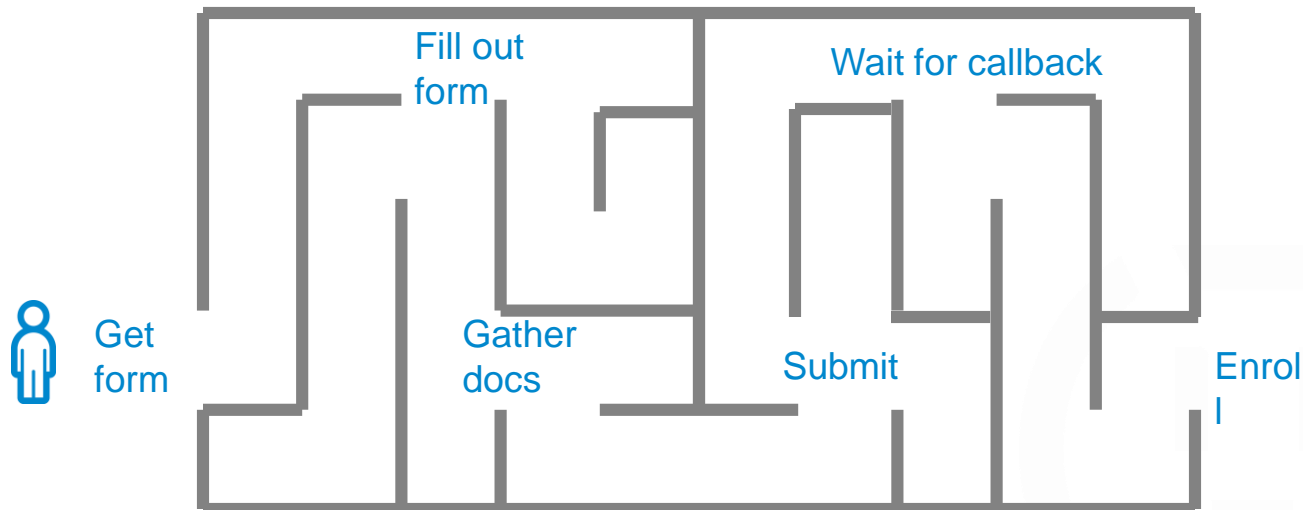 Fill out
form
Wait for callback
Get
form
Gather
docs
Submit
Enrol
l